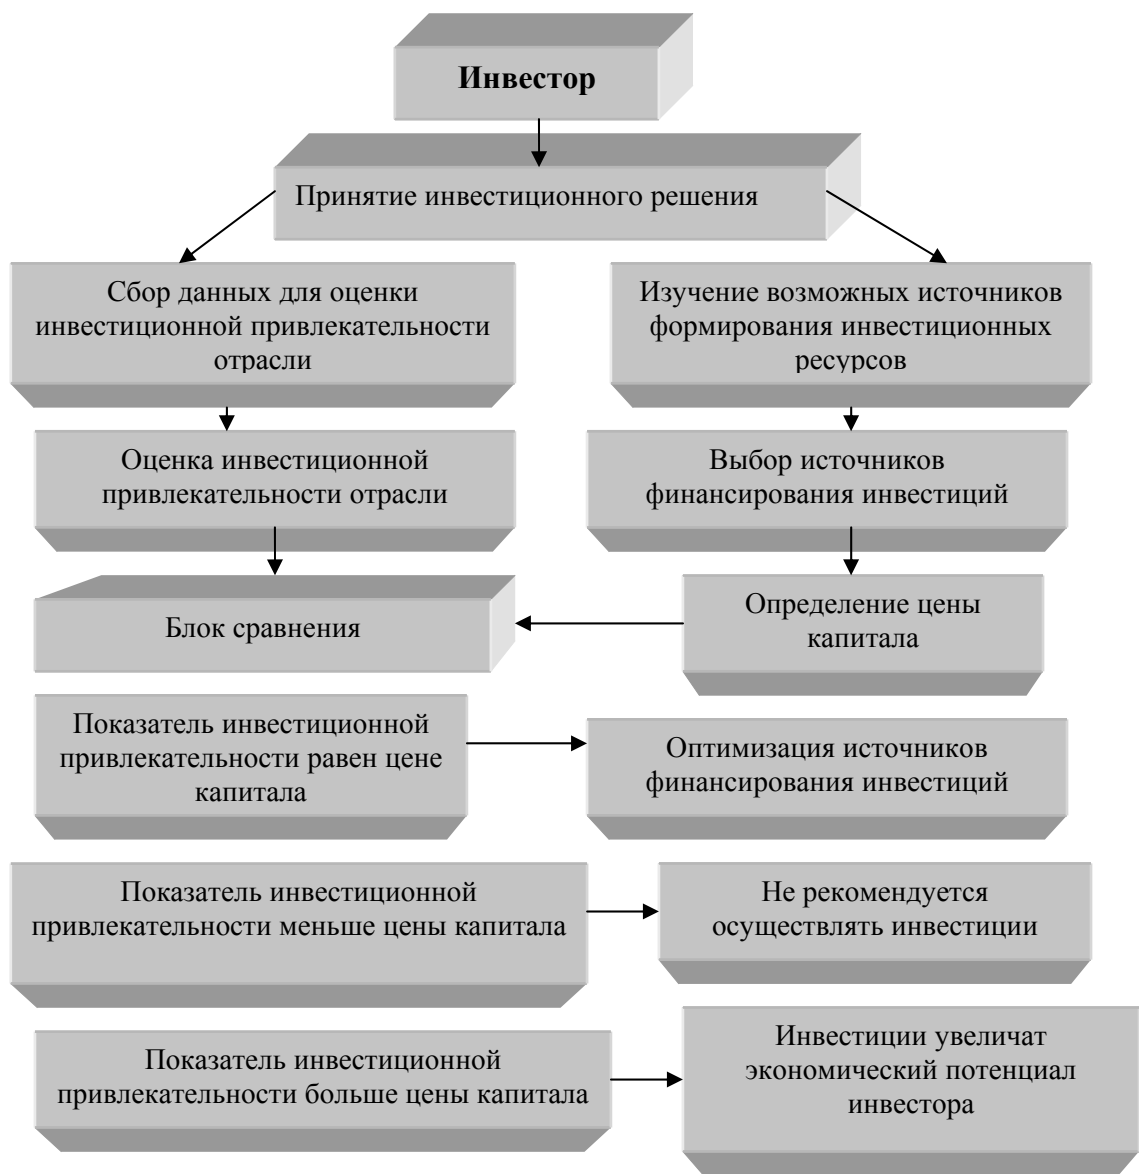 Инвестор
Принятие инвестиционного решения
Сбор данных для оценки
инвестиционной привлекательности
отрасли
Изучение возможных источников
формирования инвестиционных
ресурсов
Оценка инвестиционной
привлекательности отрасли
Выбор источников
финансирования инвестиций
Блок сравнения
Определение цены
капитала
Показатель инвестиционной
привлекательности равен цене
капитала
Оптимизация источников
финансирования инвестиций
Показатель инвестиционной
привлекательности меньше цены капитала
Не рекомендуется
осуществлять инвестиции
Показатель инвестиционной
привлекательности больше цены капитала
Инвестиции увеличат
экономический потенциал
инвестора